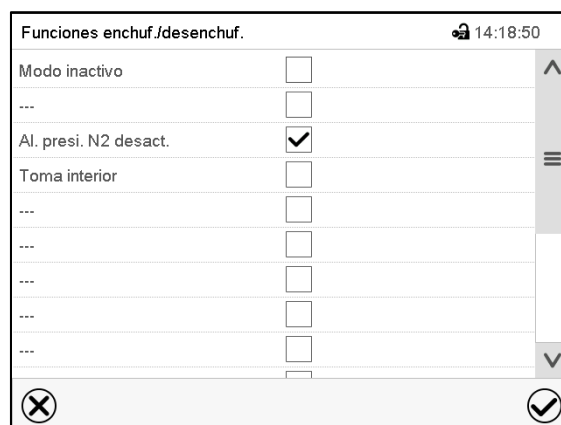 Funciones enchuf./desenchuf. 14:18:50
Modo inactivo
---
Al. presi. N2 desact.
Toma interior
---
---
---
---
---